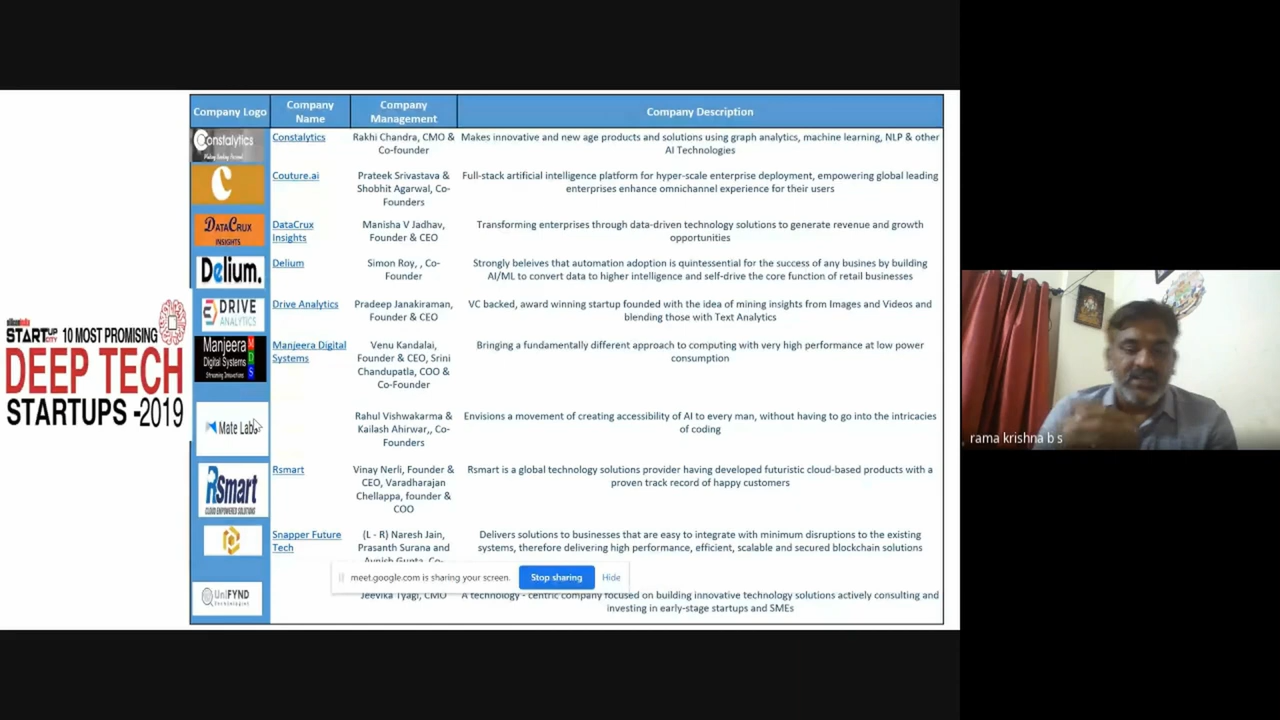 Company Logo
Company Name
Company Management
Company Description
Constalytics
Making Analog Personal
Constalytics
Rakhi Chandra, CMO &
Co-founder
Makes innovative and new age products and solutions using graph analytics, machine learning, NLP & other
AI Technologies
Couture.ai
Prateek Srivastava &
Shobhit Agarwal, Co-
Founders
Full-stack artificial intelligence platform for hyper-scale enterprise deployment, empowering global leading
enterprises enhance omnichannel experience for their users
DATACRUX
INSIGHTS
DataCrux
Insights
Manisha V Jadhav,
Founder & CEO
Transforming enterprises through data-driven technology solutions to generate revenue and growth
opportunities
Delium.
Delium
Simon Roy, , Co-
Founder
Strongly beleives that automation adoption is quintessential for the success of any busines by building
AI/ML to convert data to higher intelligence and self-drive the core function of retail businesses
DRIVE
ANALYTICS
Drive Analytics
Pradeep Janakiraman,
Founder & CEO
VC backed, award winning startup founded with the idea of mining insights from Images and Videos and
blending those with Text Analytics
siliconindia
STARTUP CITY 10 MOST PROMISING
DEEP TECH
STARTUPS -2019
Manjeera
Digital Systems
Streaming Innovations
MDS
Manjeera Digital
Systems
Venu Kandalai,
Founder & CEO, Srini
Chandupatla, COO &
Co-Founder
Bringing a fundamentally different approach to computing with very high performance at low power
consumption
Mate Labs
Rahul Vishwakarma &
Kailash Ahirwar,, Co-
Founders
Envisions a movement of creating accessibility of AI to every man, without having to go into the intricacies
of coding
Rsmart
CLOUD EMPOWERED SOLUTIONS
Rsmart
Vinay Nerli, Founder &
CEO, Varadharajan
Chellappa, founder &
COO
Rsmart is a global technology solutions provider having developed futuristic cloud-based products with a
proven track record of happy customers
Snapper Future
Tech
(L - R) Naresh Jain,
Prasanth Surana and
Avnish Gupta, Co-
Delivers solutions to businesses that are easy to integrate with minimum disruptions to the existing
systems, therefore delivering high performance, efficient, scalable and secured blockchain solutions
meet.google.com is sharing your screen.
Stop sharing
Hide
UniFYND
Technologies
Jeevika Tyagi, CMO
A technology - centric company focused on building innovative technology solutions actively consulting and
investing in early-stage startups and SMEs
rama krishna b s